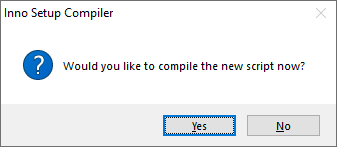 Inno Setup Compiler
Would you like to compile the new script now?
Yes
No